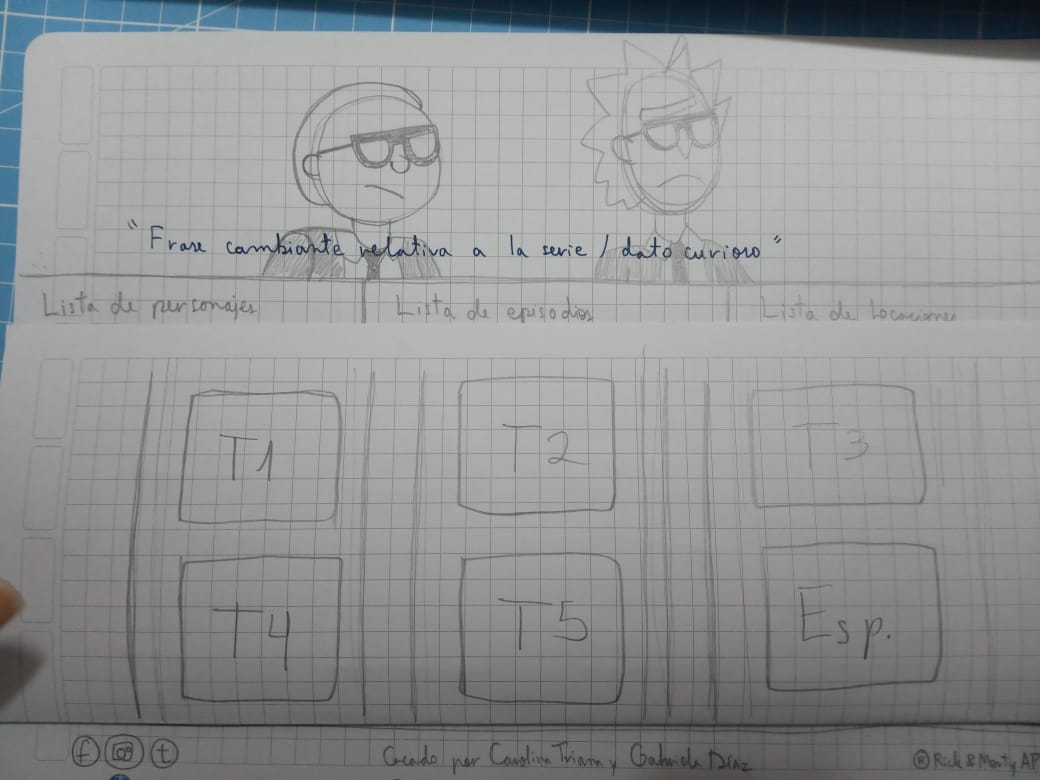 "Frase cambiante relativa a la serie / dato curioso"
Lista de personajes Lista de episodios Lista de locaciones
T1 T2 T3
T4 T5 Esp.
f t Creado por Carolina Triana y Gabriela Díaz ® Rick & Morty AP